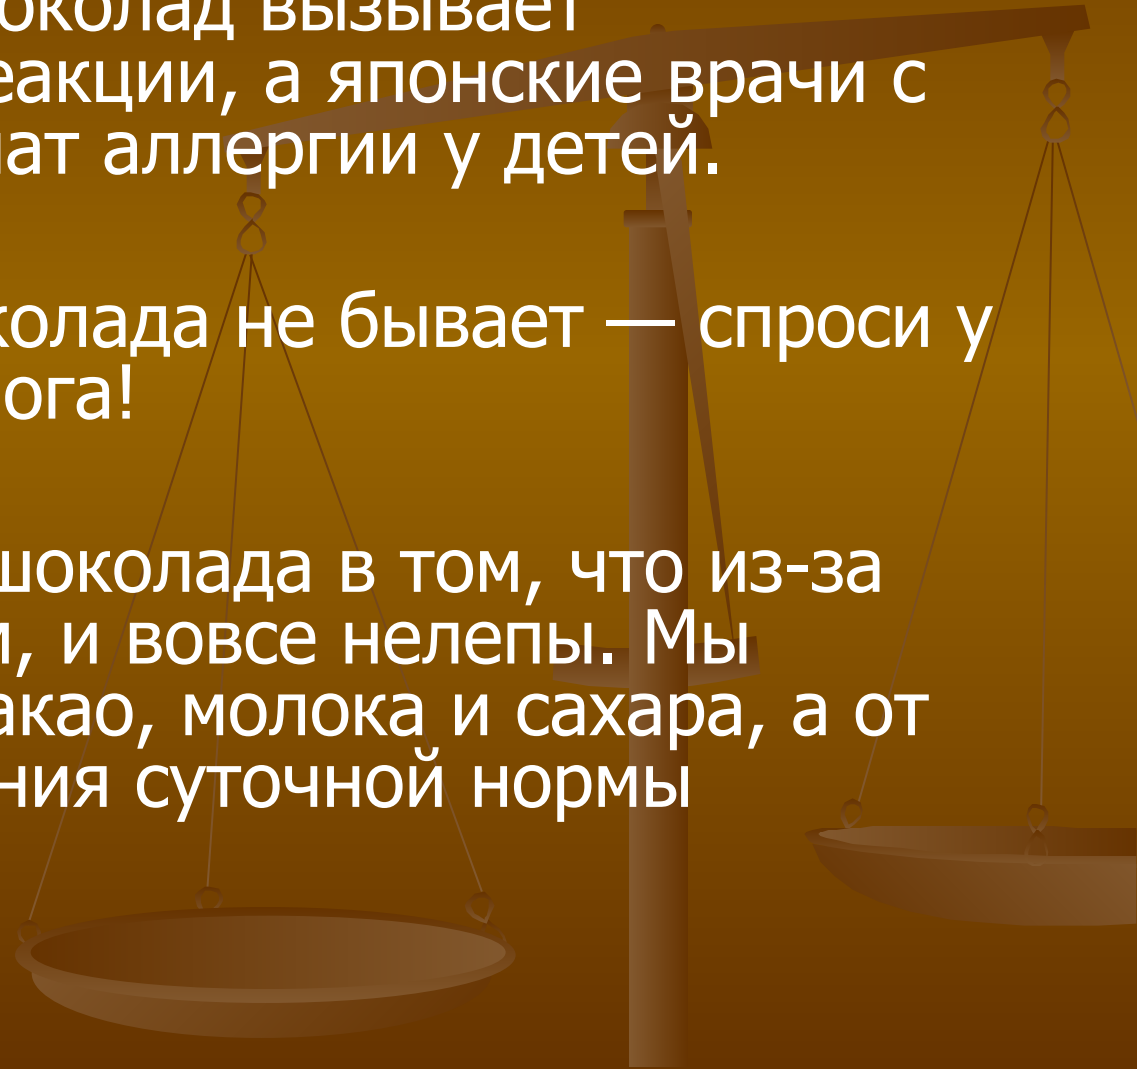 околад вызывает
еакции, а японские врачи с
чат аллергии у детей.
колада не бывает — спроси у
ога!
шоколада в том, что из-за
м, и вовсе нелепы. Мы
акао, молока и сахара, а от
ния суточной нормы